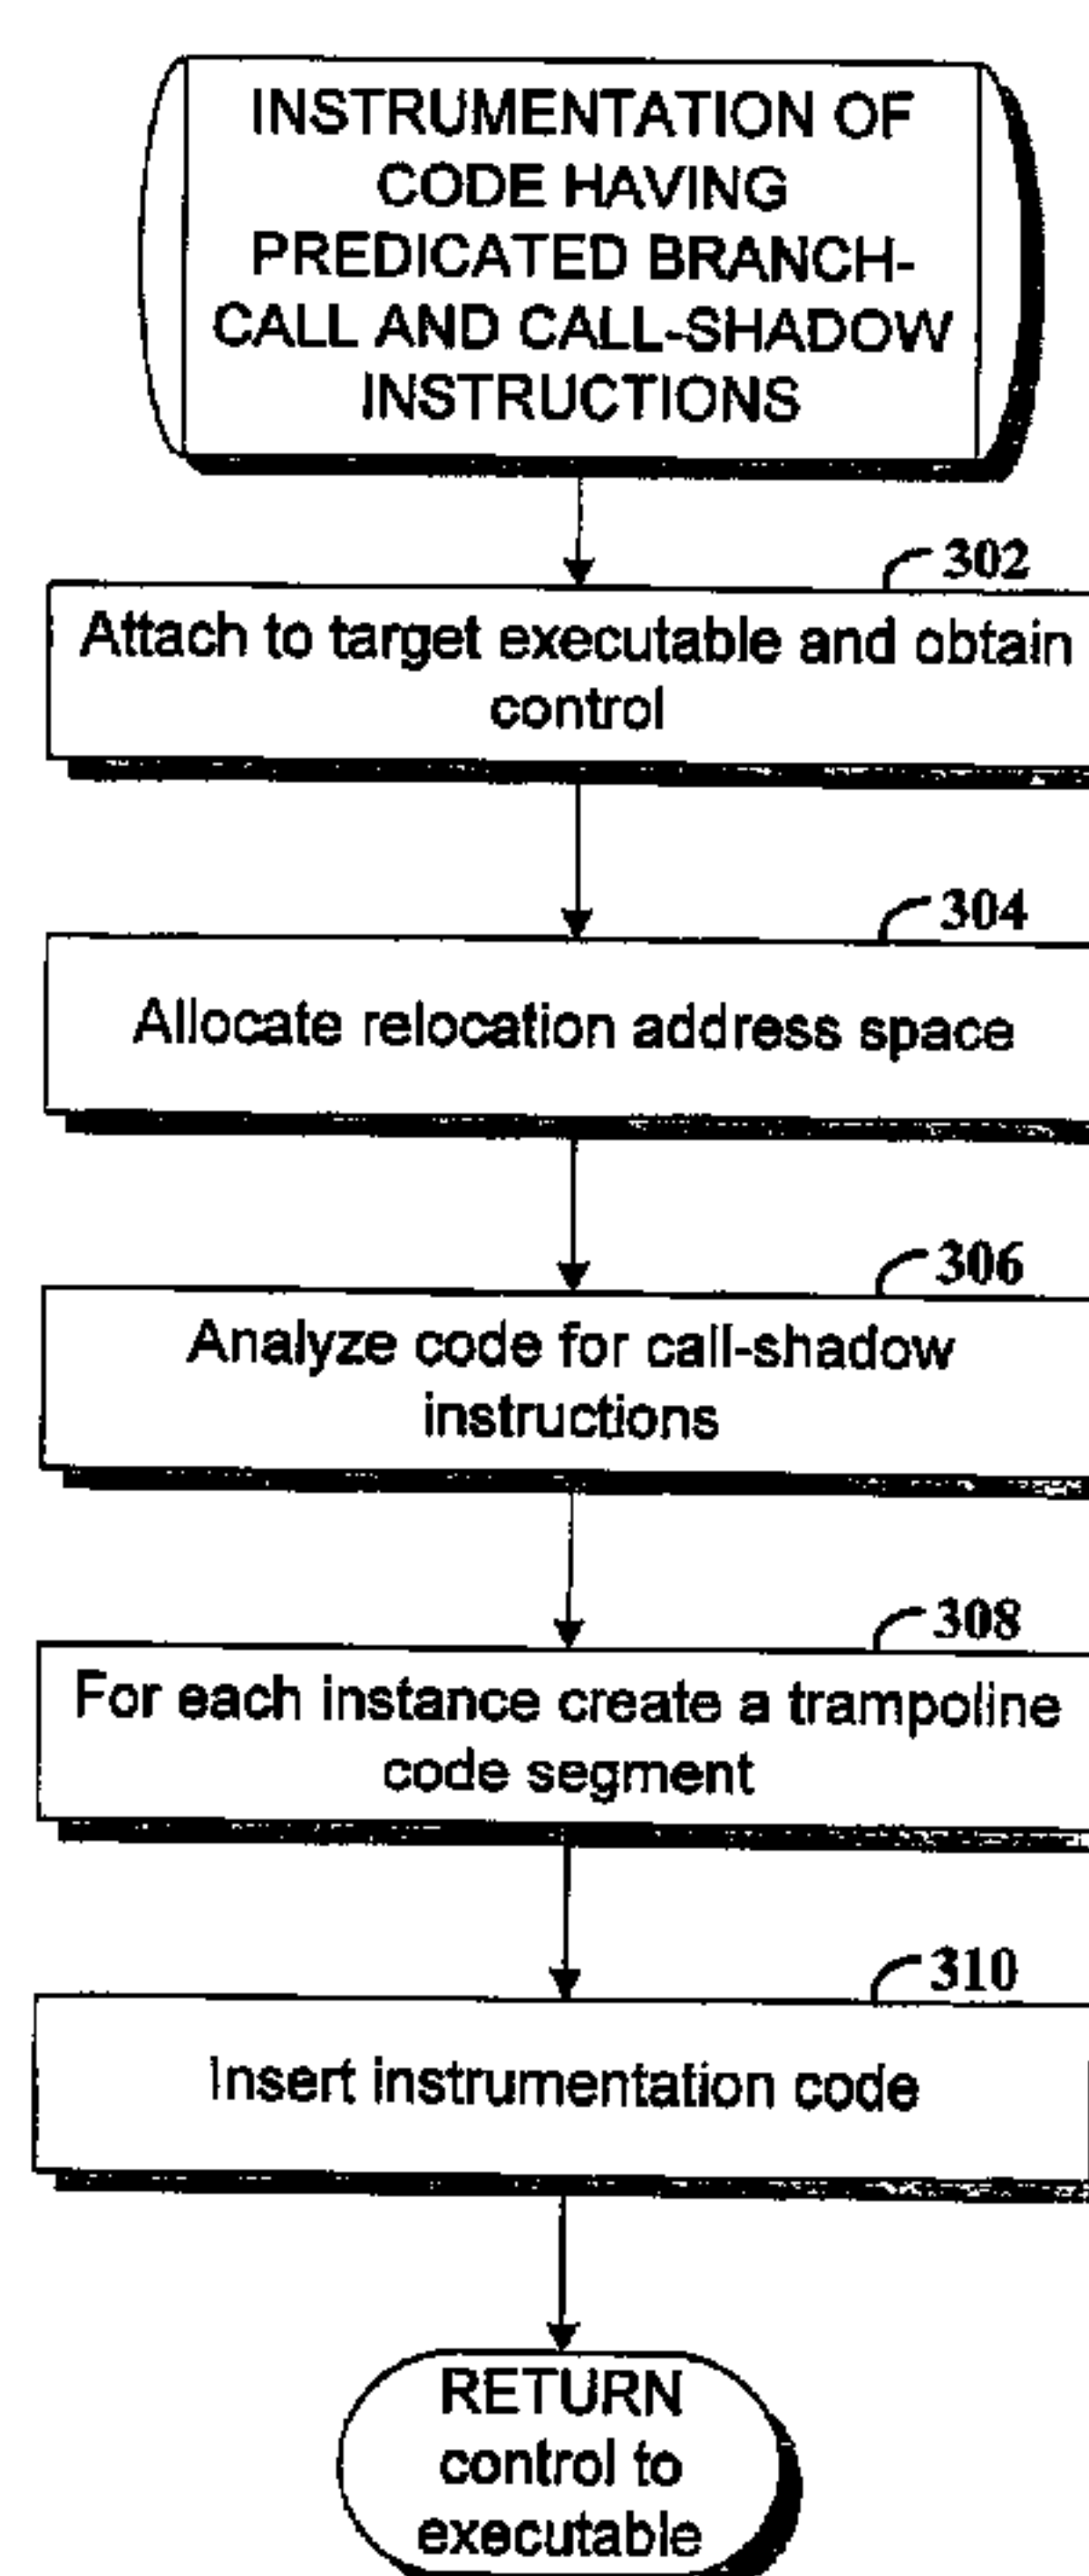 INSTRUMENTATION OF
CODE HAVING
PREDICATED BRANCH-
CALL AND CALL-SHADOW
INSTRUCTIONS
302
Attach to target executable and obtain
control
304
Allocate relocation address space
306
Analyze code for call-shadow
instructions
308
For each instance create a trampoline
code segment
310
Insert instrumentation code
RETURN
control to
executable